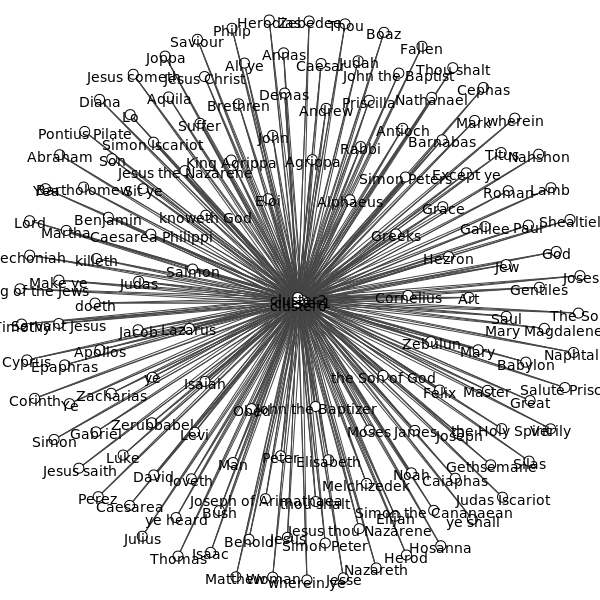 Herodias
Zebedee
Thou
Philip
Boaz
Saviour
Fallen
Annas
Joppa
All ye
Caesar
Judah
Thou shalt
Jesus cometh
Jesus Christ
John the Baptist
Cephas
Diana
Aquila
Demas
Brethren
Priscilla
Nathanael
Andrew
Lo
Suffer
Mark
wherein
Pontius Pilate
Antioch
John
Barnabas
Simon Iscariot
Rabbi
Titus
Nahshon
Abraham
Son
King Agrippa
Agrippa
Jesus the Nazarene
Simon Peter's
Except ye
Yea
Bartholomew
Sit ye
Roman
Lamb
Eloi
Alphaeus
Grace
Lord
Benjamin
knoweth God
Galilee
Paul
Shealtiel
Martha
Caesarea Philippi
Greeks
God
killeth
Hezron
Jew
Salmon
Joses
Make ye
Judas
Gentiles
g of the Jews
Cornelius
Art
doeth
cluster0
Saul
The So
Servant
Jesus
Jacob
Lazarus
Mary Magdalene
Zebulun
Apollos
Mary
Naphtal
Cyprus
Epaphras
Babylon
ye
Isaiah
the Son of God
Felix
Master
Salute Prisc
Zacharias
Corinth
Ye
Great
Obed
John the Baptizer
Zerubbabel
Gabriel
Levi
Moses
James
Joseph
the Holy Spirit
Simon
Luke
Man
Peter
Elisabeth
Gethsemane
Elias
Jesus saith
David
loveth
Noah
Caiaphas
Melchizedek
Perez
Caesarea
Joseph of Arimathaea
thou shalt
Judas Iscariot
ye heard
Bush
Simon the Cananaean
Elijah
ye shall
Jesus thou Nazarene
Julius
Behold
Jesus
Simon Peter
Hosanna
Thomas
Isaac
Herod
Nazareth
Matthew
Woman
wherein ye
Jesse